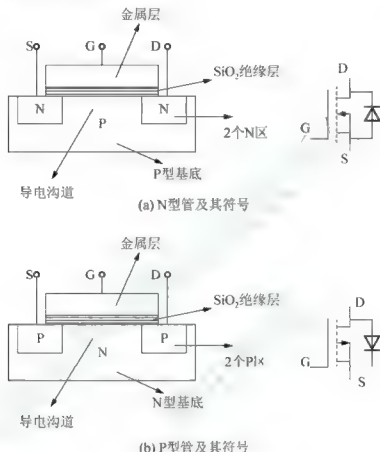 金属层
S G D
SiO₂绝缘层
N N
P
2个N区
P型基底
导电沟道
D
G
S
(a) N型管及其符号
金属层
S G D
SiO₂绝缘层
P P
N
2个P区
N型基底
导电沟道
D
G
S
(b) P型管及其符号